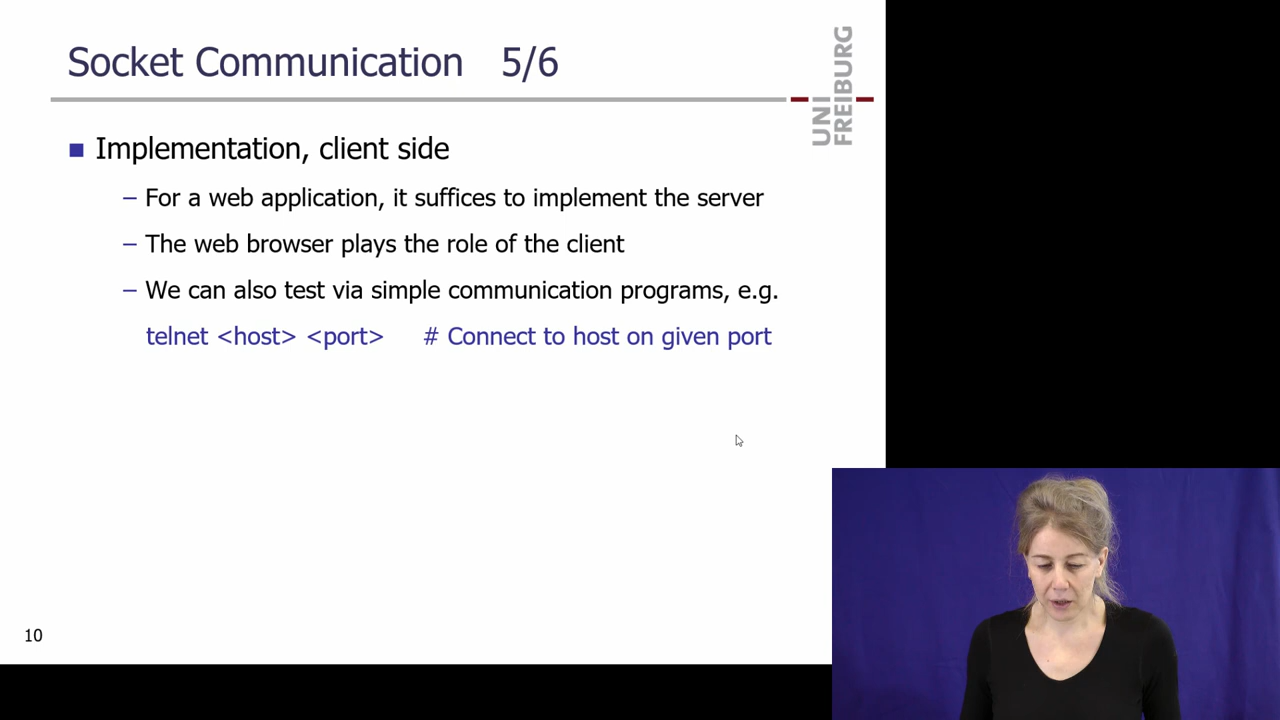 Socket Communication 5/6
UNI
FREIBURG
Implementation, client side
– For a web application, it suffices to implement the server
– The web browser plays the role of the client
– We can also test via simple communication programs, e.g.
telnet <host> <port> # Connect to host on given port
10